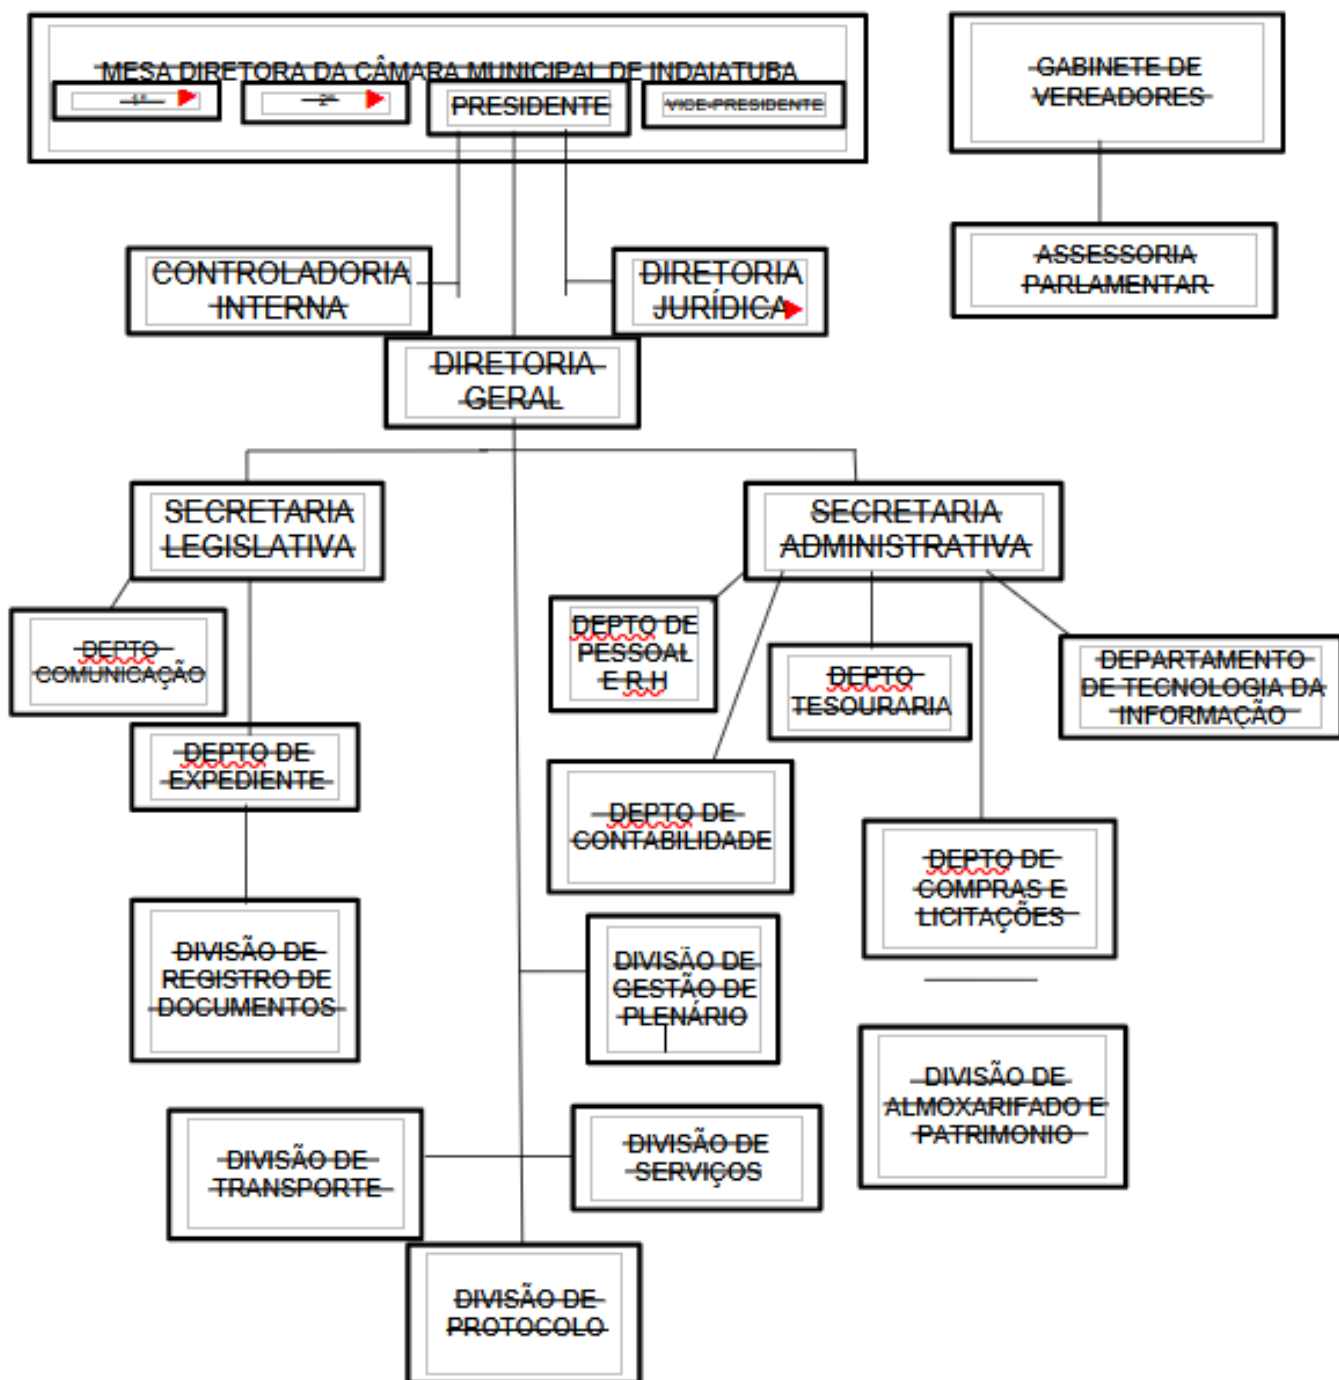 MESA DIRETORA DA CÂMARA MUNICIPAL DE INDAIATUBA
1º
2º
PRESIDENTE
VICE-PRESIDENTE
GABINETE DE
VEREADORES
CONTROLADORIA
INTERNA
DIRETORIA
JURÍDICA
ASSESSORIA
PARLAMENTAR
DIRETORIA
GERAL
SECRETARIA
LEGISLATIVA
SECRETARIA
ADMINISTRATIVA
DEPTO
COMUNICAÇÃO
DEPTO DE
PESSOAL
E R.H
DEPTO
TESOURARIA
DEPARTAMENTO
DE TECNOLOGIA DA
INFORMAÇÃO
DEPTO DE
EXPEDIENTE
DEPTO DE
CONTABILIDADE
DEPTO DE
COMPRAS E
LICITAÇÕES
DIVISÃO DE
REGISTRO DE
DOCUMENTOS
DIVISÃO DE
GESTÃO DE
PLENÁRIO
DIVISÃO DE
ALMOXARIFADO E
PATRIMONIO
DIVISÃO DE
TRANSPORTE
DIVISÃO DE
SERVIÇOS
DIVISÃO DE
PROTOCOLO